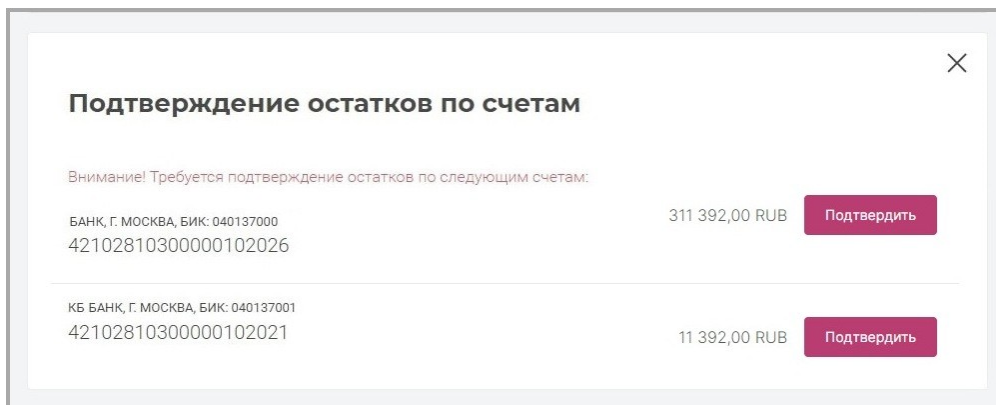 Подтверждение остатков по счетам
Внимание! Требуется подтверждение остатков по следующим счетам:
БАНК, Г. МОСКВА, БИК: 040137000
42102810300000102026
311 392,00 RUB
Подтвердить
КБ БАНК, Г. МОСКВА, БИК: 040137001
42102810300000102021
11 392,00 RUB
Подтвердить